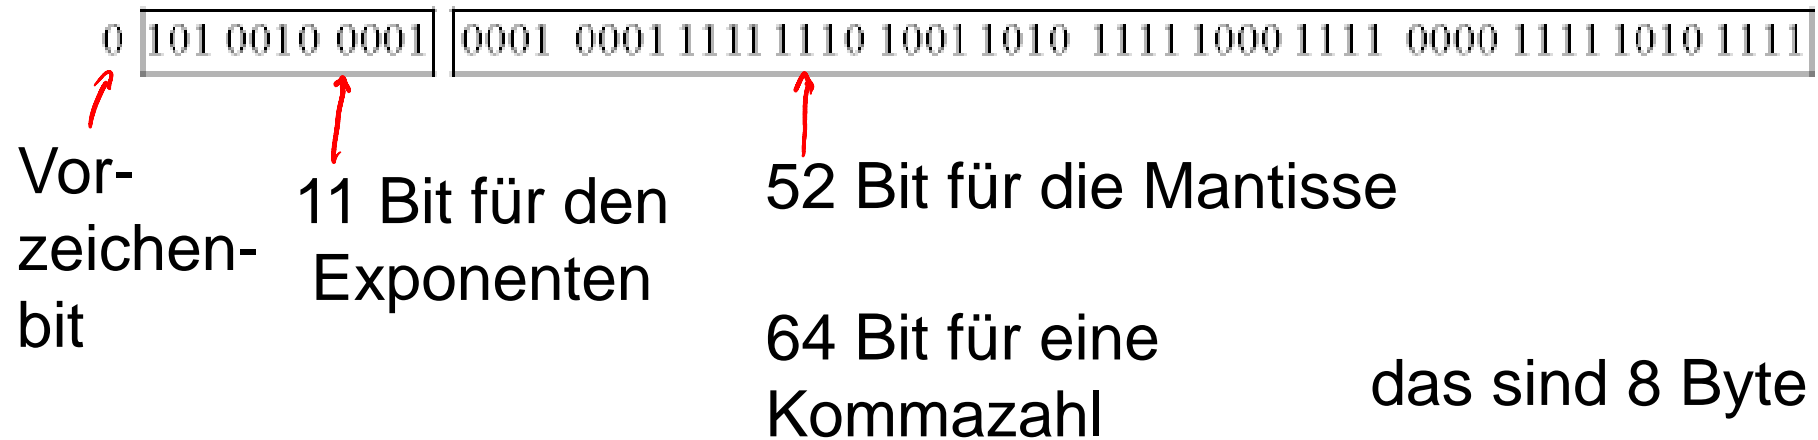 0 101 0010 0001 0001 0001 1111 1110 1001 1010 1111 1000 1111 0000 1111 1010 1111
Vor-
zeichen-
bit
11 Bit für den
Exponenten
52 Bit für die Mantisse
64 Bit für eine
Kommazahl
das sind 8 Byte